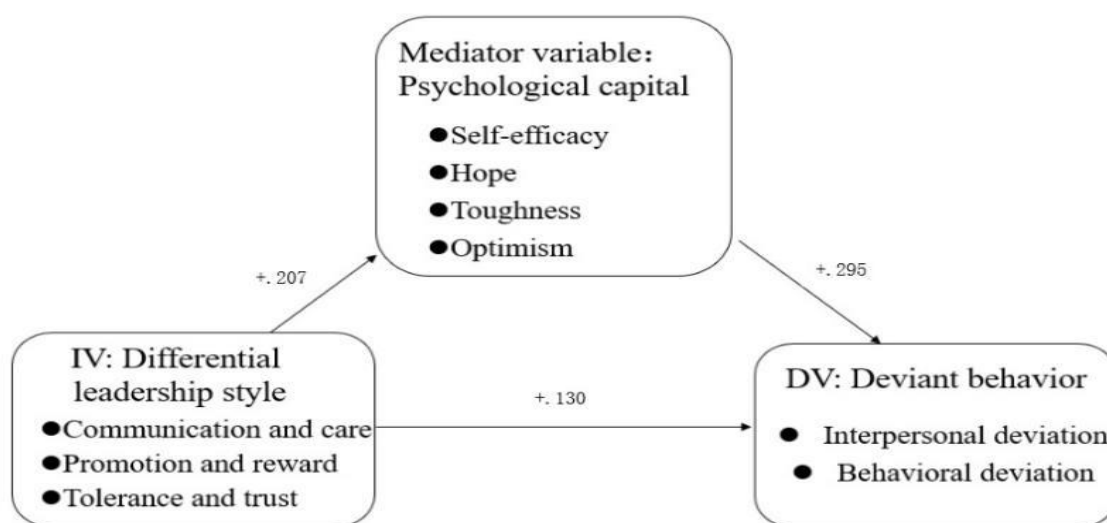 Mediator variable：
Psychological capital
●Self-efficacy
●Hope
●Toughness
●Optimism
+. 207
+. 295
IV: Differential
leadership style
●Communication and care
●Promotion and reward
●Tolerance and trust
+. 130
DV: Deviant behavior
● Interpersonal deviation
● Behavioral deviation